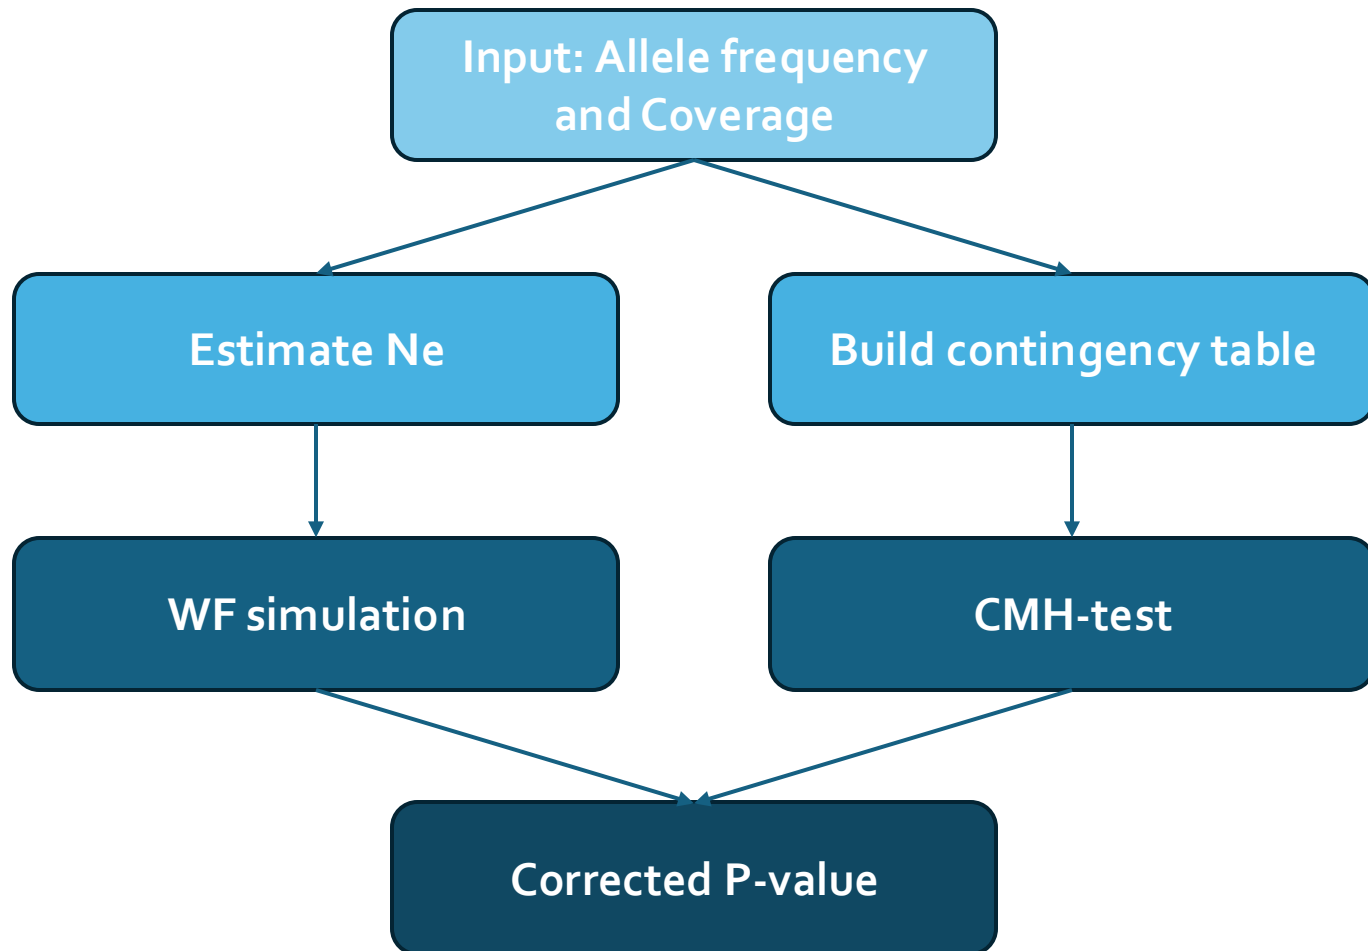 Input: Allele frequency
and Coverage
Estimate Ne
Build contingency table
WF simulation
CMH-test
Corrected P-value